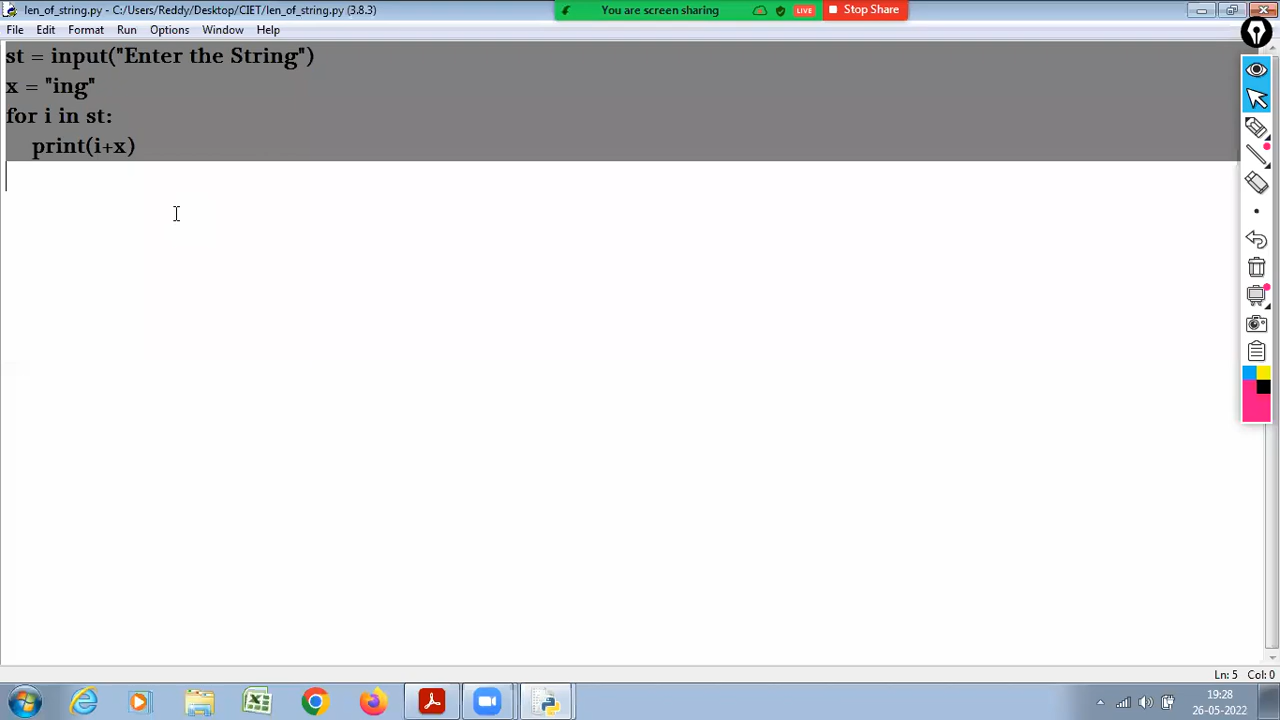 len_of_string.py - C:/Users/Reddy/Desktop/CIET/len_of_string.py (3.8.3)
You are screen sharing
LIVE
Stop Share
File Edit Format Run Options Window Help
st = input("Enter the String")
x = "ing"
for i in st:
    print(i+x)
Ln: 5 Col: 0
19:28
26-05-2022